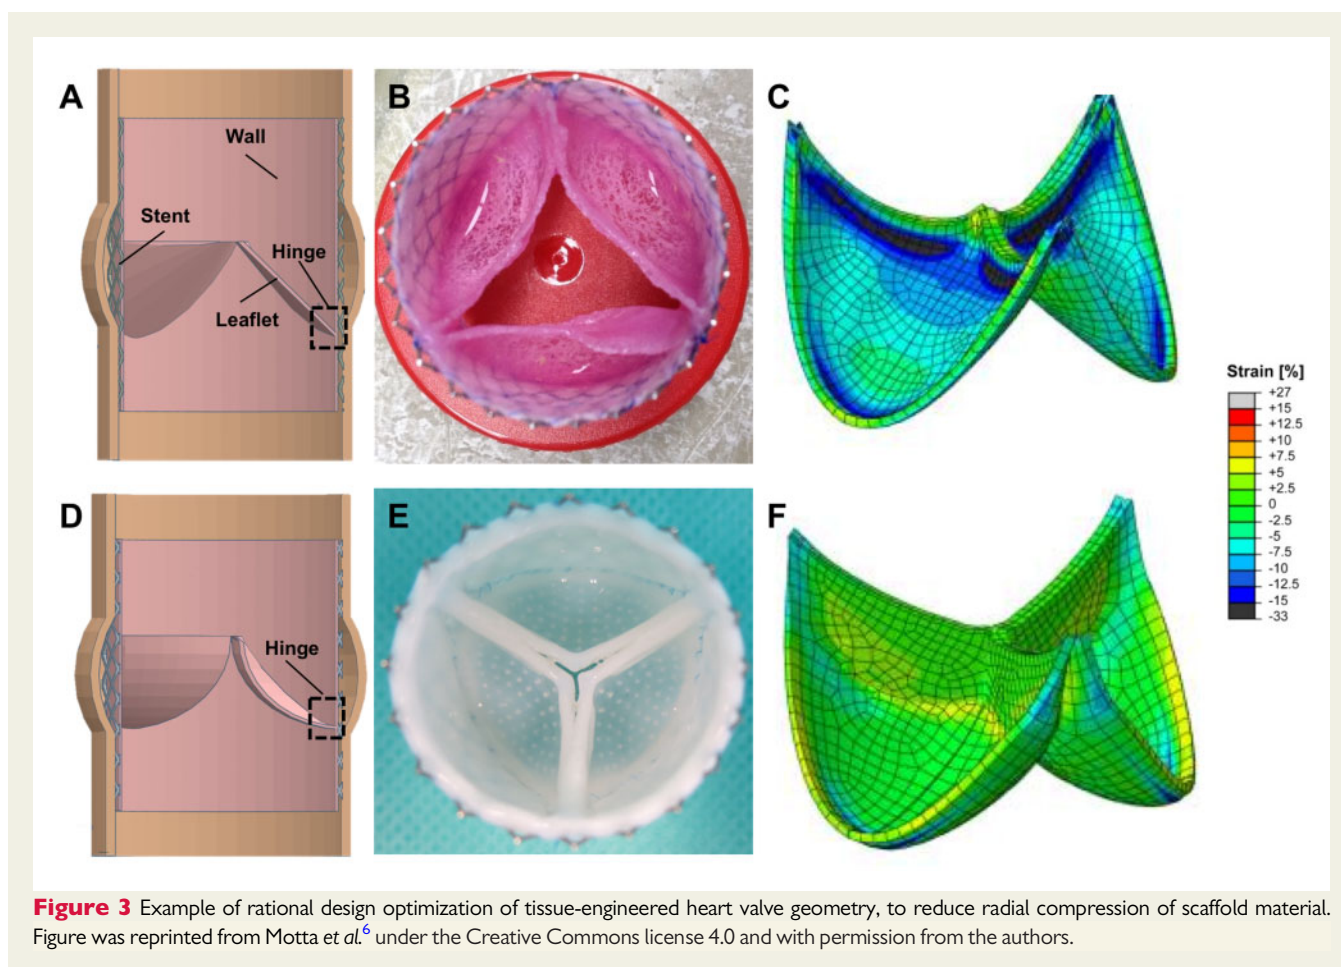 A
Wall
Stent
Hinge
Leaflet
B
C
Strain [%]
+27
+15
+12.5
+10
+7.5
+5
+2.5
0
-2.5
-5
-7.5
-10
-12.5
-15
-33
D
Hinge
E
F
Figure 3 Example of rational design optimization of tissue-engineered heart valve geometry, to reduce radial compression of scaffold material.
Figure was reprinted from Motta et al.6 under the Creative Commons license 4.0 and with permission from the authors.